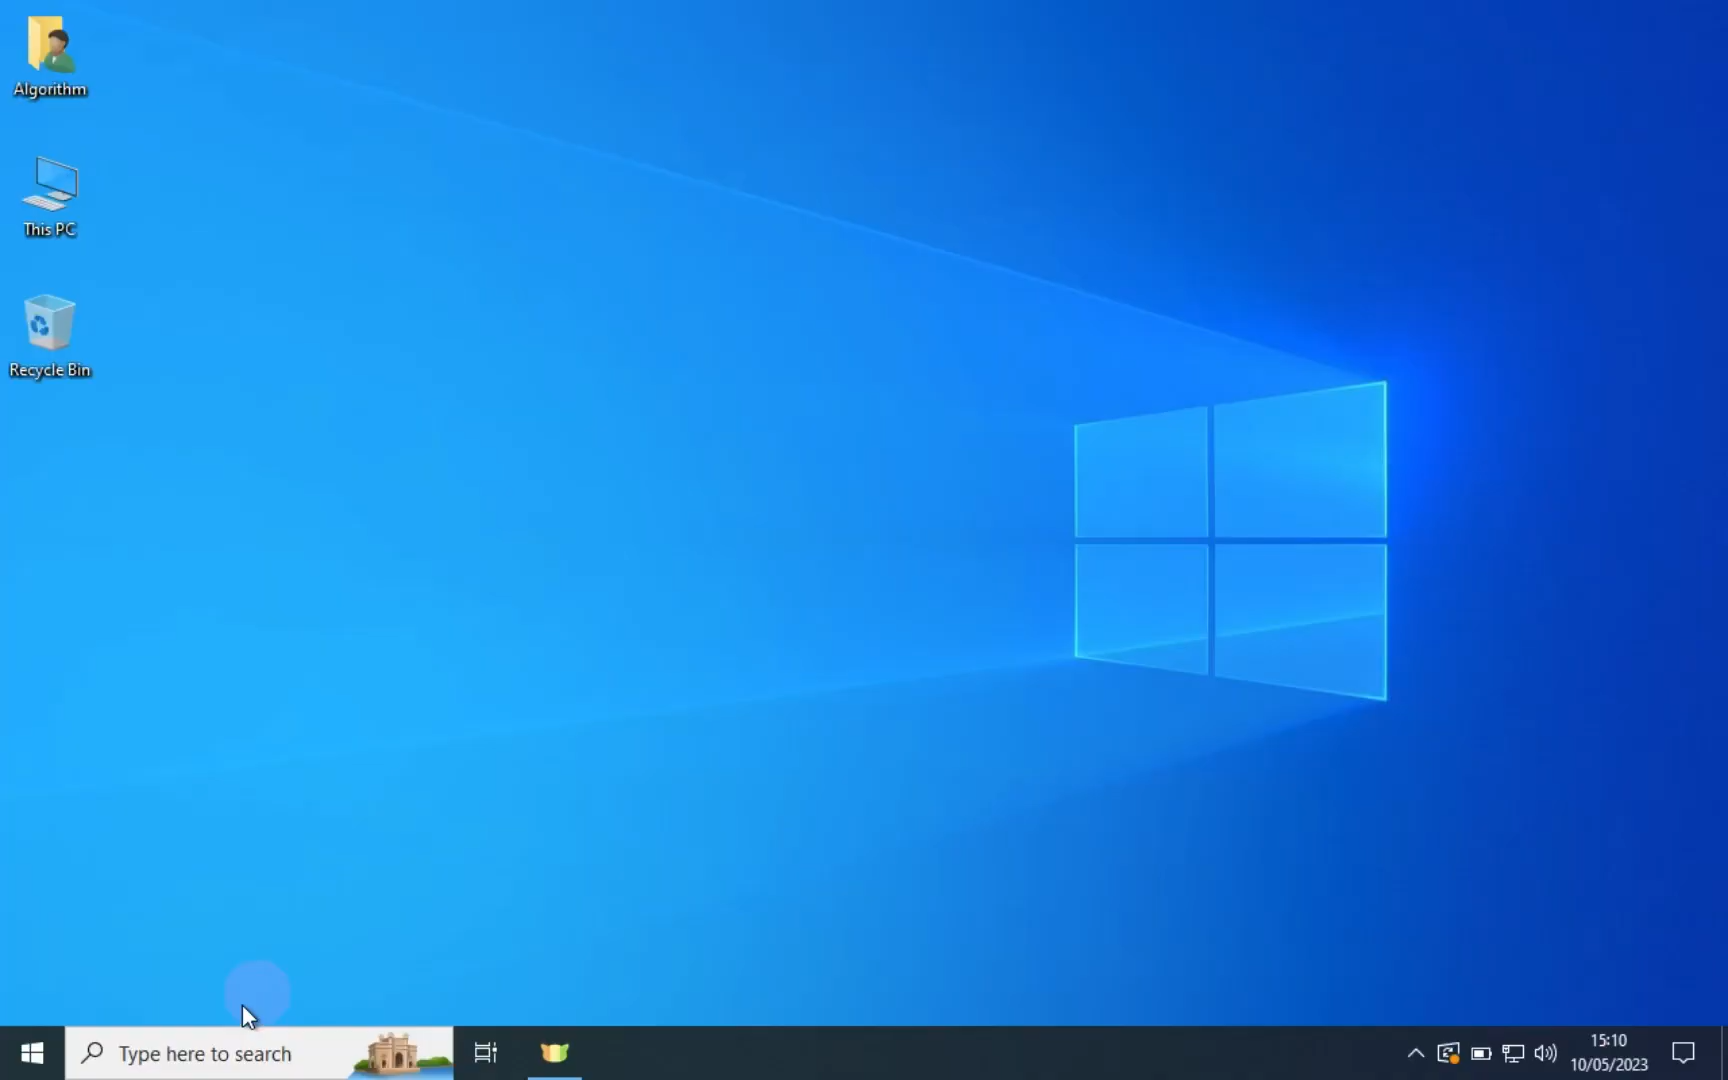 Algorithm
This PC
Recycle Bin
Type here to search
15:10
10/05/2023